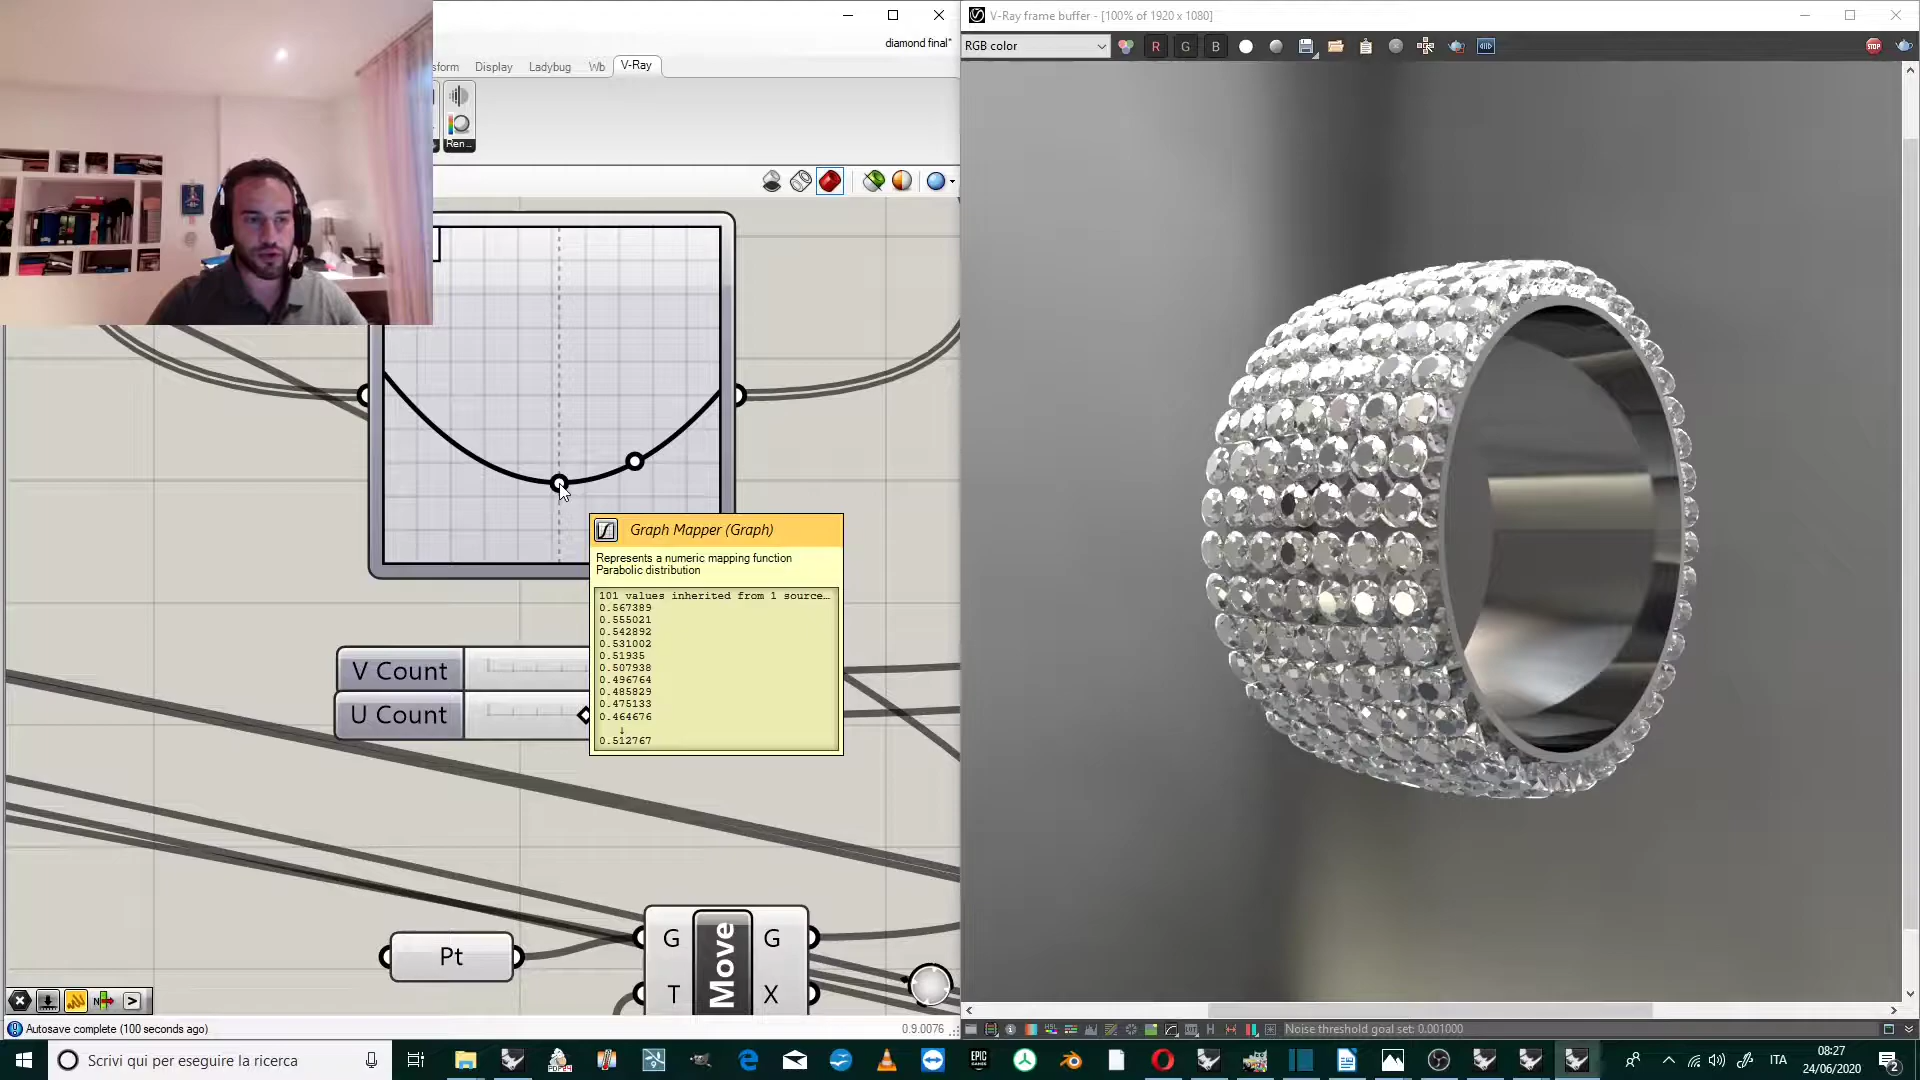 diamond final*
sform
Display
Ladybug
Wb
V-Ray
Ren...
Graph Mapper (Graph)
Represents a numeric mapping function
Parabolic distribution
101 values inherited from 1 source…
0.567389
0.555021
0.542892
0.531002
0.51935
0.507938
0.496764
0.485829
0.475133
0.464676
↓
0.512767
V Count
U Count
Pt
G
T
Move
G
X
Autosave complete (100 seconds ago)
0.9.0076
V-Ray frame buffer - [100% of 1920 x 1080]
RGB color
R
G
B
STOP
H
Noise threshold goal set: 0.001000
Scrivi qui per eseguire la ricerca
EPIC
GAMES
ITA
08:27
24/06/2020
2